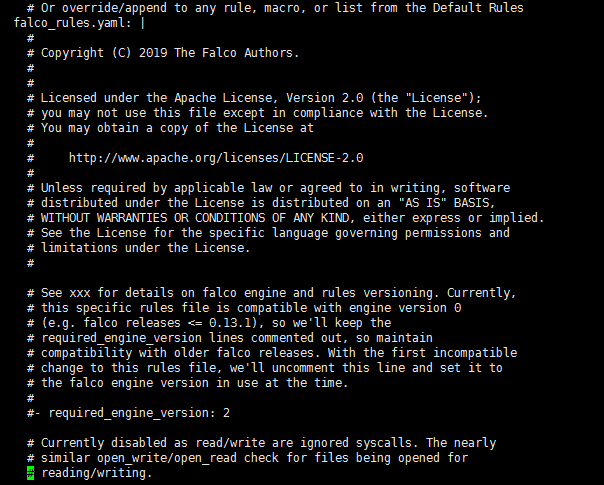 # Or override/append to any rule, macro, or list from the Default Rules
falco_rules.yaml: |
#
# Copyright (C) 2019 The Falco Authors.
#
#
# Licensed under the Apache License, Version 2.0 (the "License");
# you may not use this file except in compliance with the License.
# You may obtain a copy of the License at
#
#     http://www.apache.org/licenses/LICENSE-2.0
#
# Unless required by applicable law or agreed to in writing, software
# distributed under the License is distributed on an "AS IS" BASIS,
# WITHOUT WARRANTIES OR CONDITIONS OF ANY KIND, either express or implied.
# See the License for the specific language governing permissions and
# limitations under the License.
#
# See xxx for details on falco engine and rules versioning. Currently,
# this specific rules file is compatible with engine version 0
# (e.g. falco releases <= 0.13.1), so we'll keep the
# required_engine_version lines commented out, so maintain
# compatibility with older falco releases. With the first incompatible
# change to this rules file, we'll uncomment this line and set it to
# the falco engine version in use at the time.
#
#- required_engine_version: 2
# Currently disabled as read/write are ignored syscalls. The nearly
# similar open_write/open_read check for files being opened for
# reading/writing.